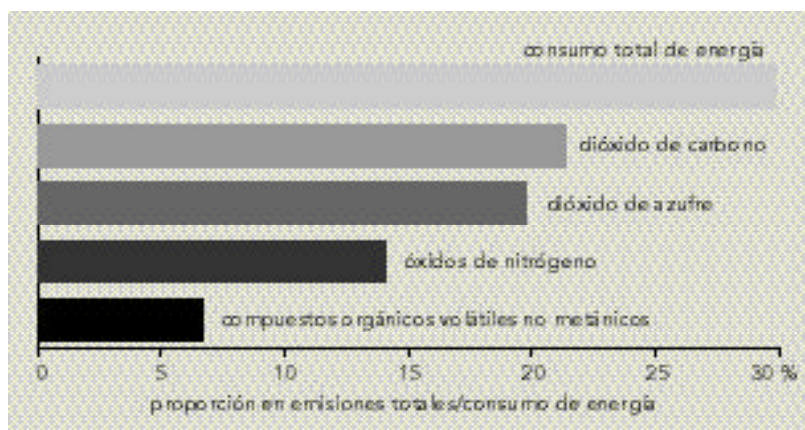 consumo total de energía
dióxido de carbono
dióxido de azufre
óxidos de nitrógeno
compuestos orgánicos volátiles no metánicos
0 5 10 15 20 25 30 %
proporción en emisiones totales/consumo de energía